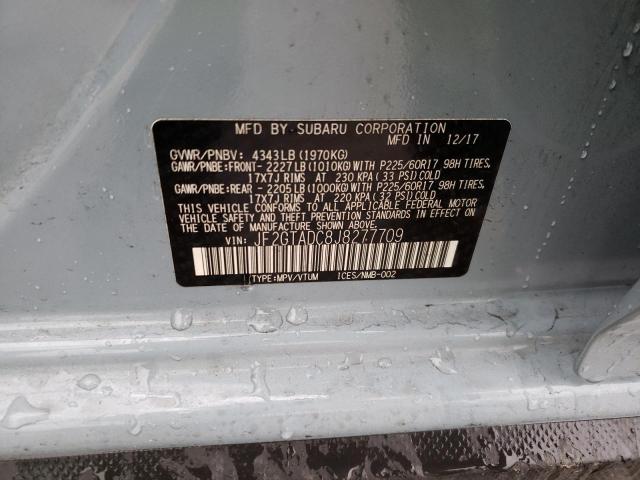 MFD BY SUBARU CORPORATION
MFD IN 12/17
GVWR/PNBV: 4343LB(1970KG)
GAWR/PNBE:FRONT- 2227LB(1010KG)WITH P225/60R17 98H TIRES,
17X7J RIMS AT 230 KPA(33 PSI)COLD
GAWR/PNBE:REAR - 2205LB(1000KG)WITH P225/60R17 98H TIRES,
17X7J RIMS AT 220 KPA(32 PSI)COLD
THIS VEHICLE CONFORMS TO ALL APPLICABLE FEDERAL MOTOR
VEHICLE SAFETY AND THEFT PREVENTION STANDARDS IN EFFECT ON
THE DATE OF MANUFACTURE SHOWN ABOVE.
VIN: JF2GTADC8J8277709
TYPE:MPV/VTUM ICES/NMB-002